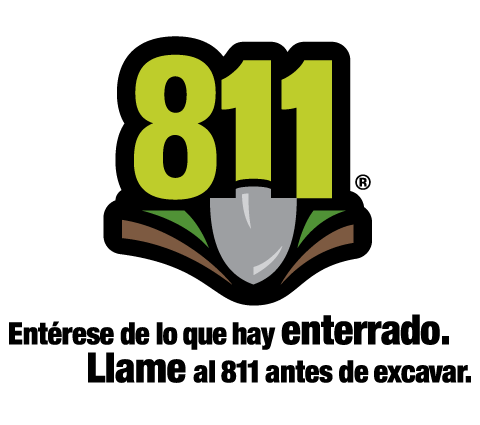 811®
Entérese de lo que hay enterrado.
Llame al 811 antes de excavar.